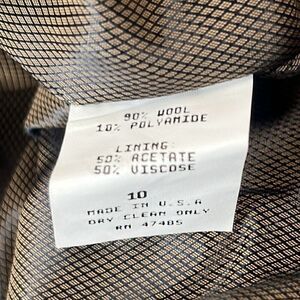 90% WOOL
10% POLYAMIDE
LINING:
50% ACETATE
50% VISCOSE
10
MADE IN U.S.A
DRY CLEAN ONLY
RN 47485